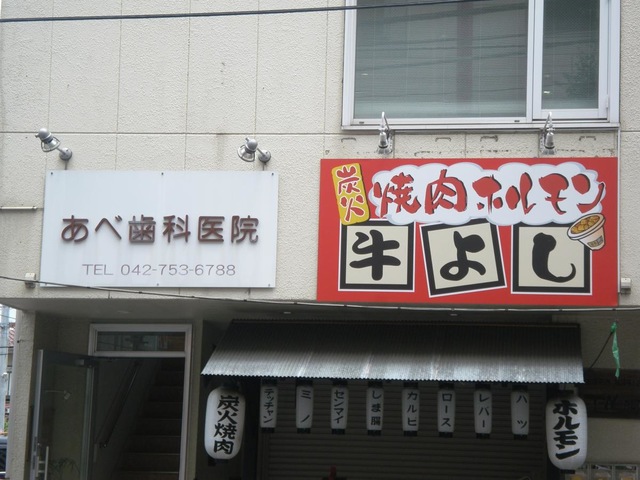 あべ歯科医院
TEL 042-753-6788
炭火
焼肉ホルモン
牛よし
炭火焼肉
テッチャン
ミノ
センマイ
しま腸
カルビ
ロース
レバー
ハツ
ホルモン